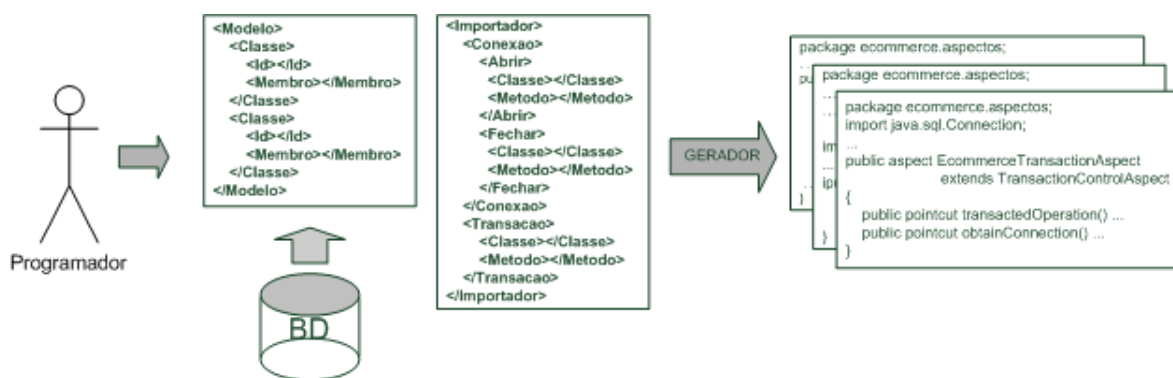 Programador
<Modelo>
<Classe>
<Id></Id>
<Membro></Membro>
</Classe>
<Classe>
<Id></Id>
<Membro></Membro>
</Classe>
</Modelo>
BD
<Importador>
<Conexao>
<Abrir>
<Classe></Classe>
<Metodo></Metodo>
</Abrir>
<Fechar>
<Classe></Classe>
<Metodo></Metodo>
</Fechar>
</Conexao>
<Transacao>
<Classe></Classe>
<Metodo></Metodo>
</Transacao>
</Importador>
GERADOR
package ecommerce.aspectos;
...
}
package ecommerce.aspectos;
...
}
package ecommerce.aspectos;
import java.sql.Connection;
...
public aspect EcommerceTransactionAspect
extends TransactionControlAspect
{
public pointcut transactedOperation() ...
public pointcut obtainConnection() ...
}